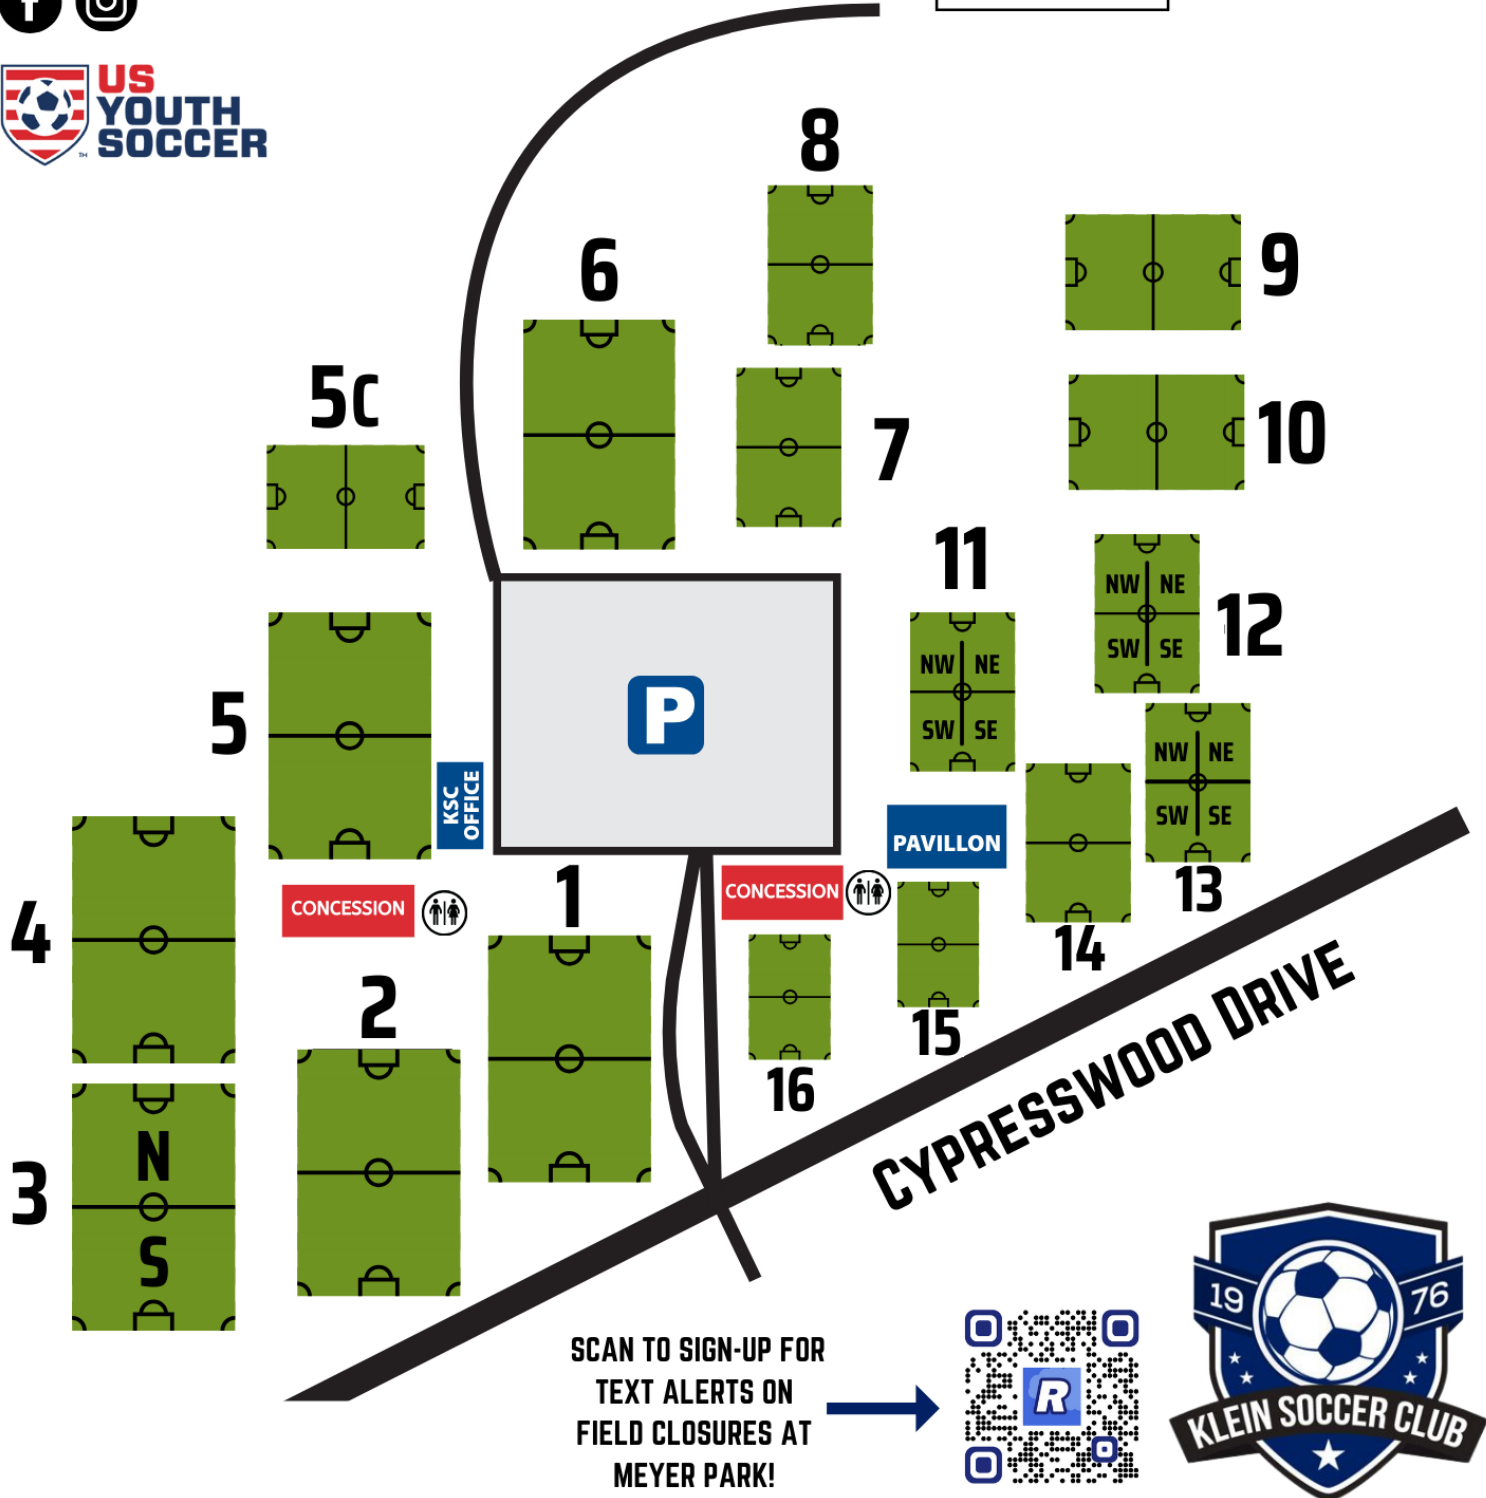 f
US
YOUTH
SOCCER
TM
8
6
9
5C
7
10
11
NW NE
SW SE
12
NW NE
SW SE
5
P
KSC
OFFICE
NW NE
SW SE
13
PAVILLON
CONCESSION
CONCESSION
1
4
14
2
15
16
3
N
S
CYPRESSWOOD DRIVE
SCAN TO SIGN-UP FOR
TEXT ALERTS ON
FIELD CLOSURES AT
MEYER PARK!
R
19 76
KLEIN SOCCER CLUB